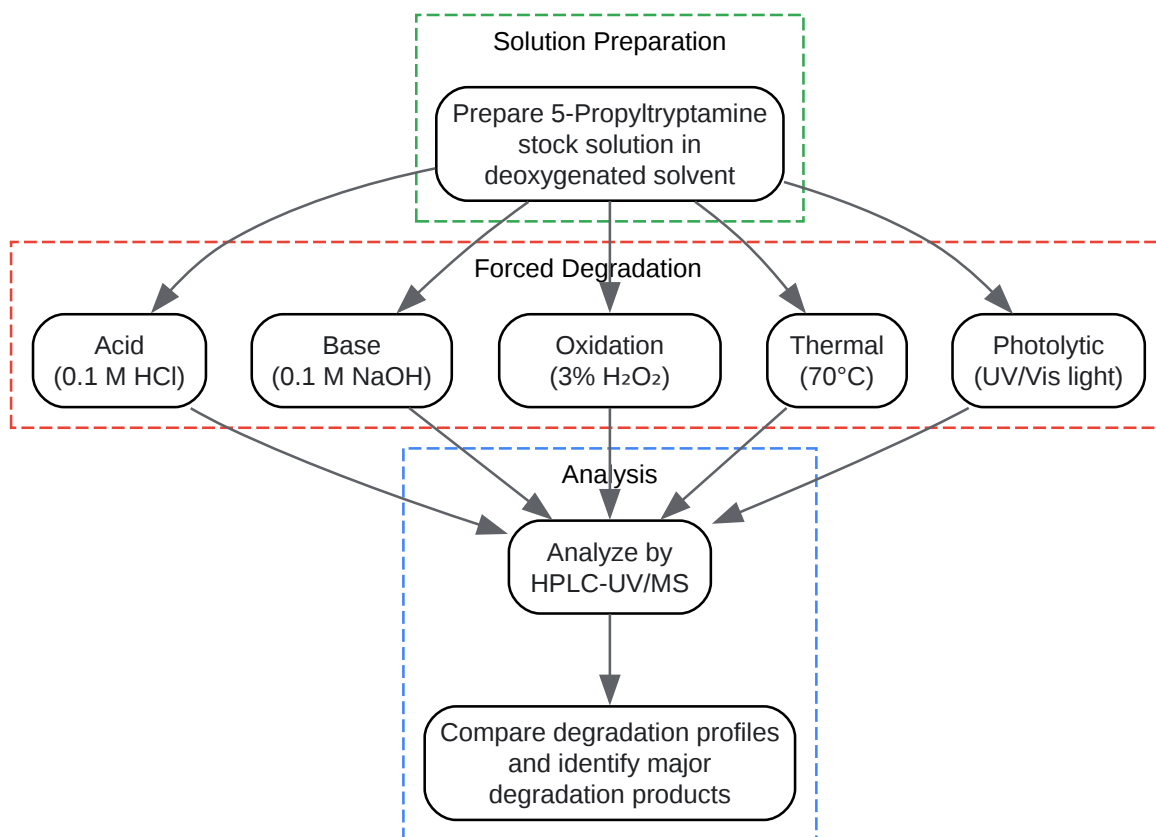 Solution Preparation
Prepare 5-Propyltryptamine
stock solution in
deoxygenated solvent
Forced Degradation
Acid
(0.1 M HCl)
Base
(0.1 M NaOH)
Oxidation
(3% H₂O₂)
Thermal
(70°C)
Photolytic
(UV/Vis light)
Analysis
Analyze by
HPLC-UV/MS
Compare degradation profiles
and identify major
degradation products